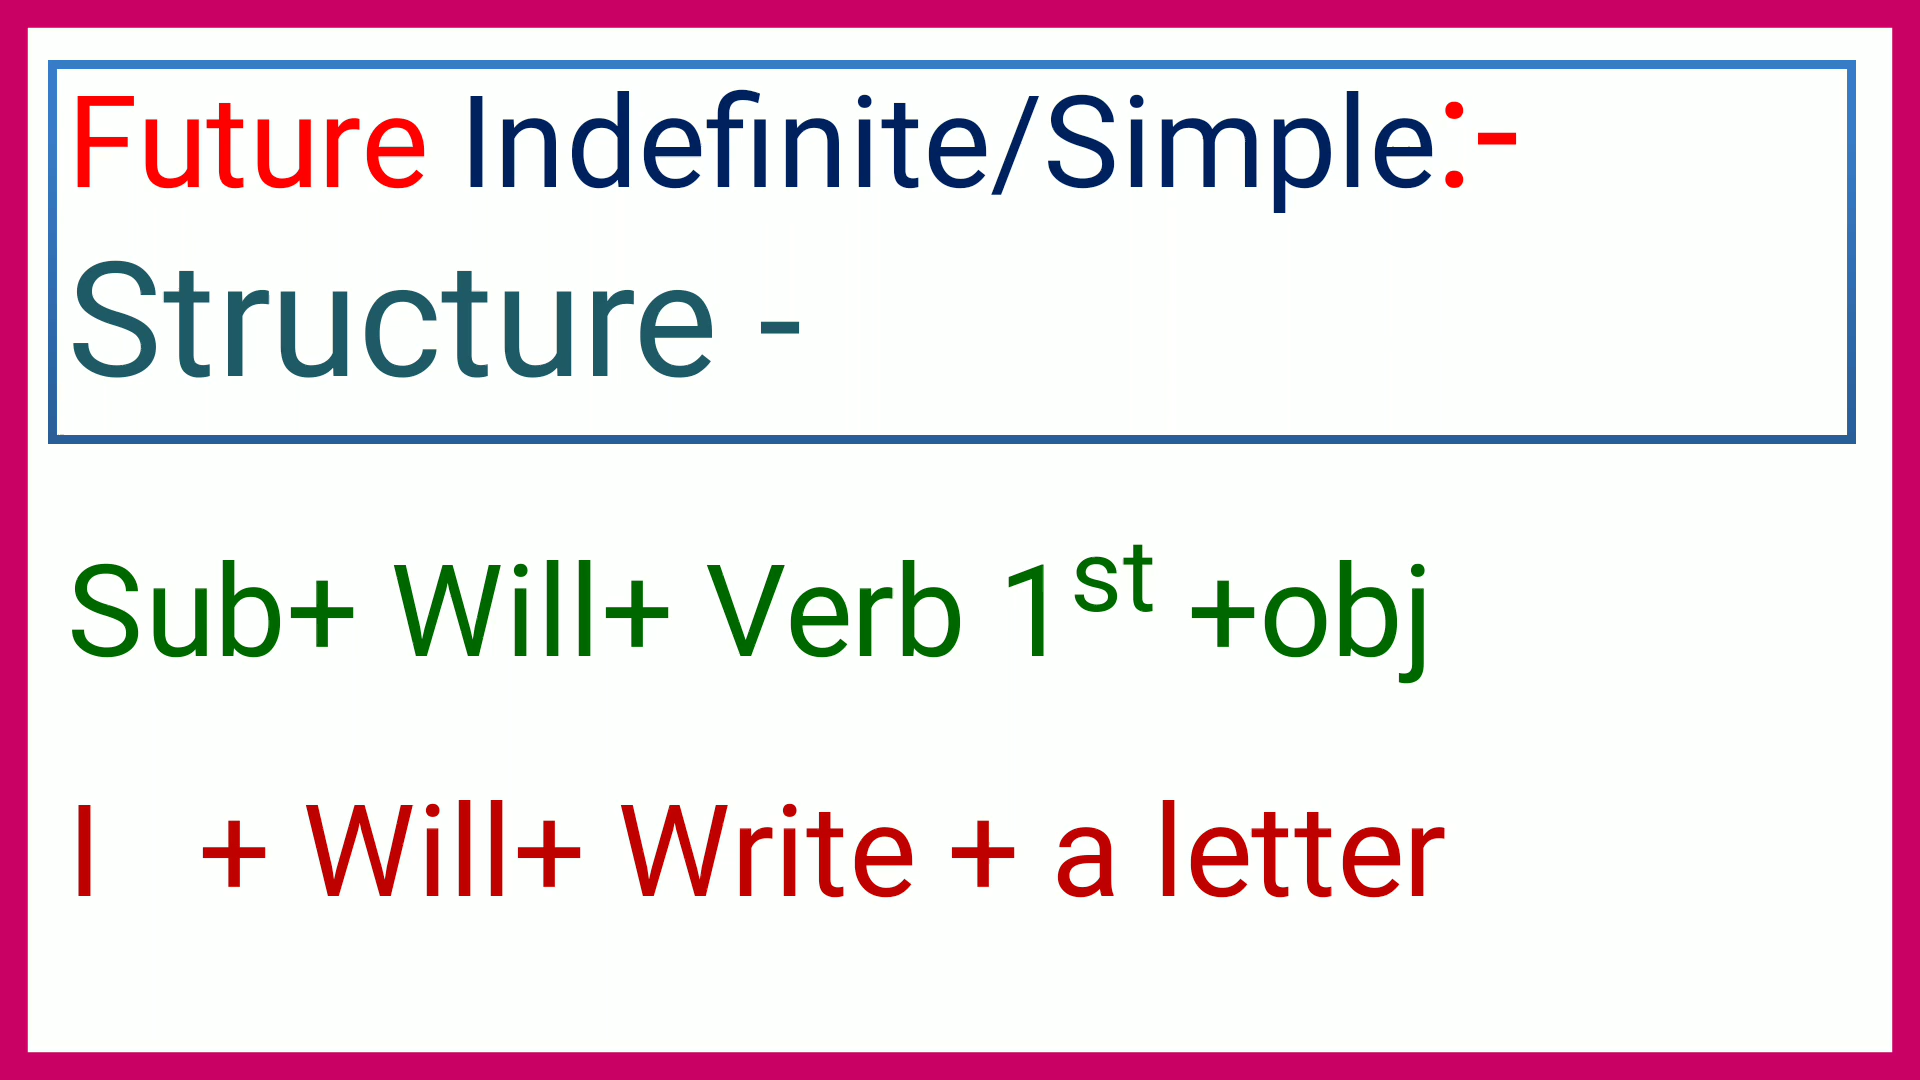 Future Indefinite/Simple:-
Structure -
Sub+ Will+ Verb 1st +obj
I + Will+ Write + a letter